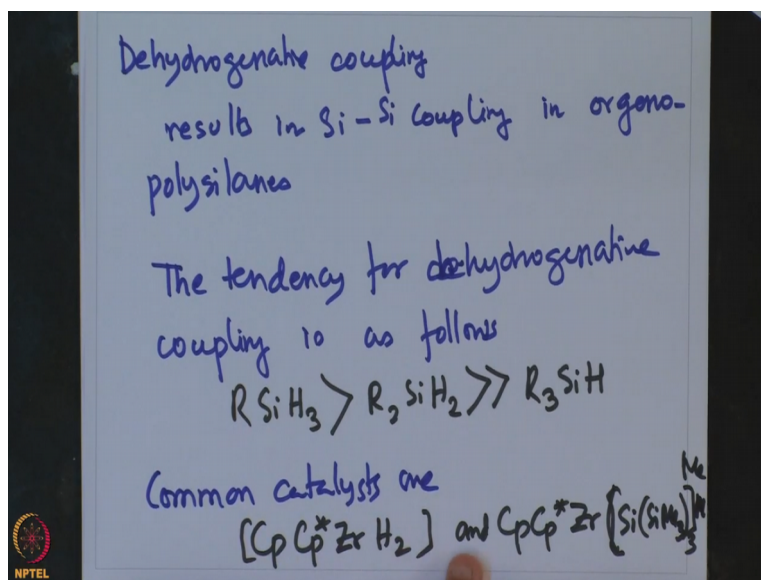 Dehydrogenative coupling
results in Si-Si coupling in organo-
polysilanes
The tendency for dehydrogenative
coupling is as follows
RSiH₃ > R₂SiH₂ >> R₃SiH
Common catalysts are
[CpCp*ZrH₂] and CpCp*Zr[Si(SiMe₃)₃]Me
NPTEL